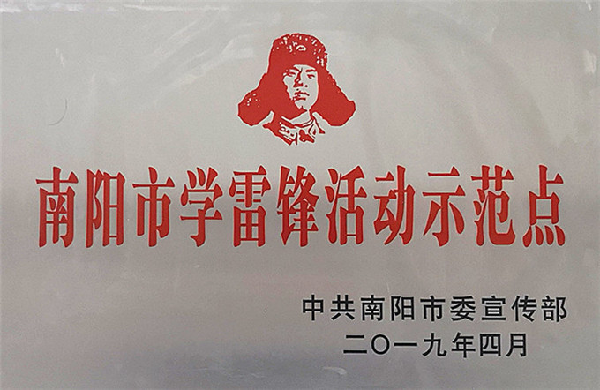 南阳市学雷锋活动示范点
中共南阳市委宣传部
二〇一九年四月